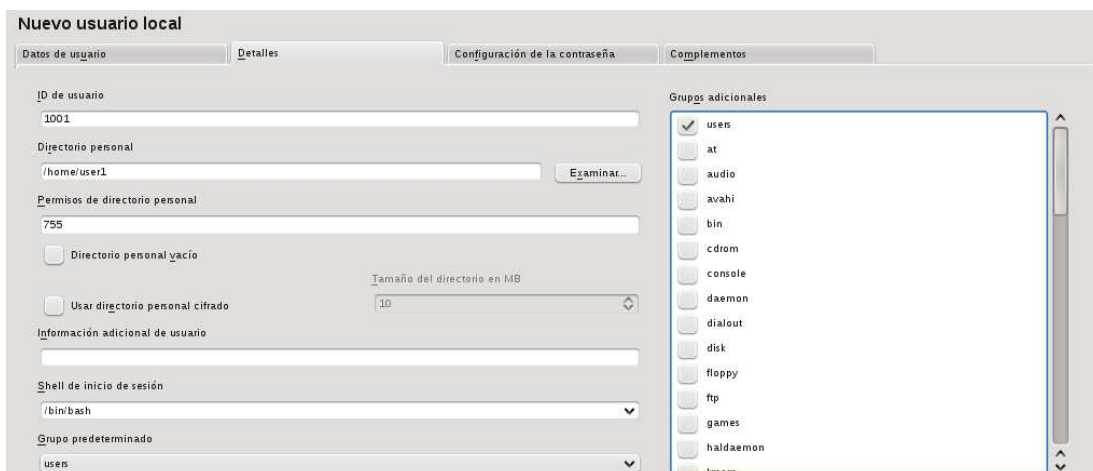 Nuevo usuario local
Datos de usuario
Detalles
Configuración de la contraseña
Complementos
ID de usuario
1001
Directorio personal
/home/user1
Examinar...
Permisos de directorio personal
755
Directorio personal vacío
Tamaño del directorio en MB
Usar directorio personal cifrado
10
Información adicional de usuario
Shell de inicio de sesión
/bin/bash
Grupo predeterminado
users
Grupos adicionales
users
at
audio
avahi
bin
cdrom
console
daemon
dialout
disk
floppy
ftp
games
haldaemon